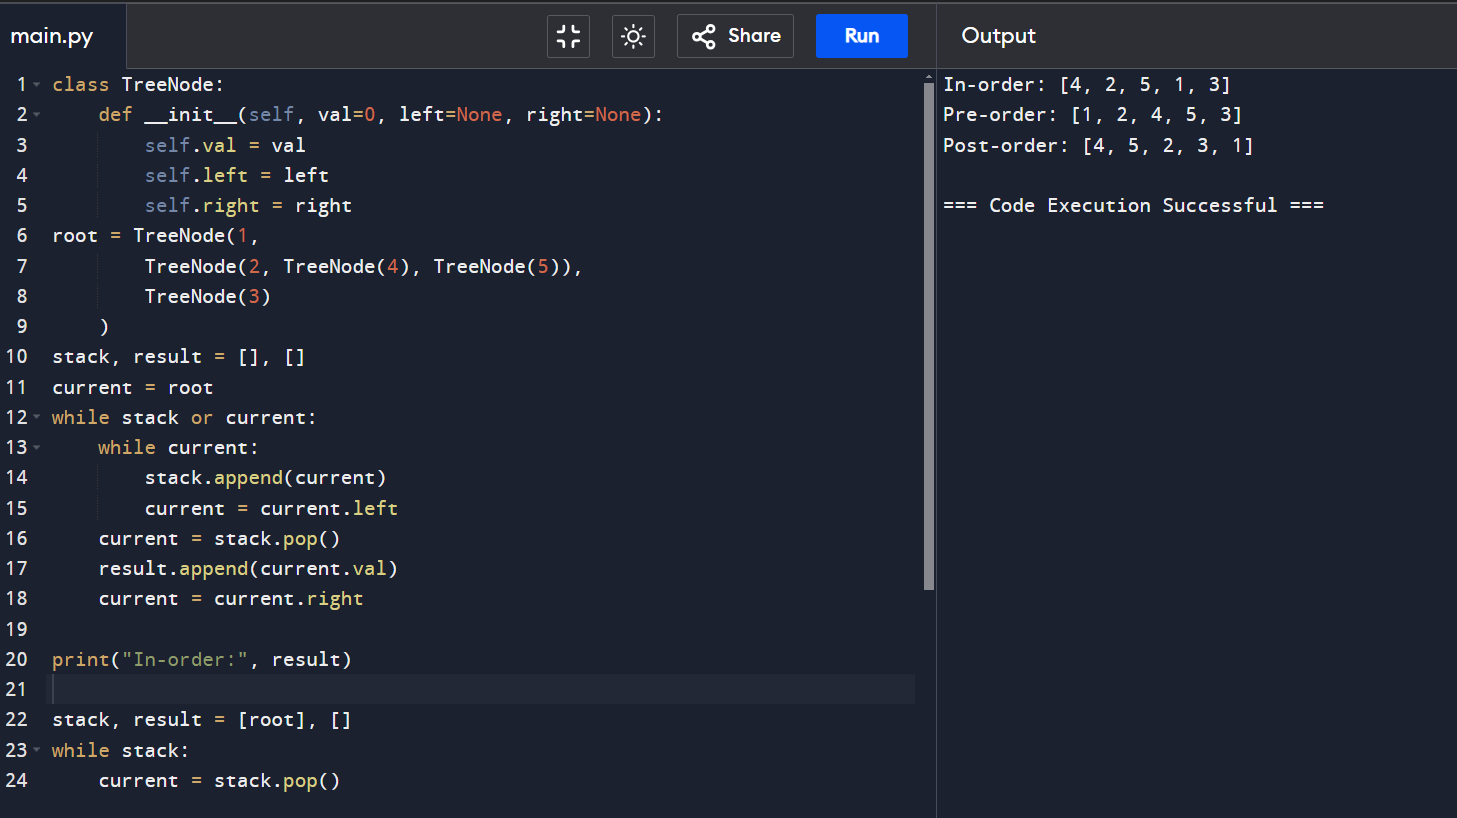 main.py
Share
Run
Output
1 class TreeNode:
2     def __init__(self, val=0, left=None, right=None):
3         self.val = val
4         self.left = left
5         self.right = right
6 root = TreeNode(1,
7         TreeNode(2, TreeNode(4), TreeNode(5)),
8         TreeNode(3)
9     )
10 stack, result = [], []
11 current = root
12 while stack or current:
13     while current:
14         stack.append(current)
15         current = current.left
16     current = stack.pop()
17     result.append(current.val)
18     current = current.right
19
20 print("In-order:", result)
21
22 stack, result = [root], []
23 while stack:
24     current = stack.pop()
In-order: [4, 2, 5, 1, 3]
Pre-order: [1, 2, 4, 5, 3]
Post-order: [4, 5, 2, 3, 1]
=== Code Execution Successful ===